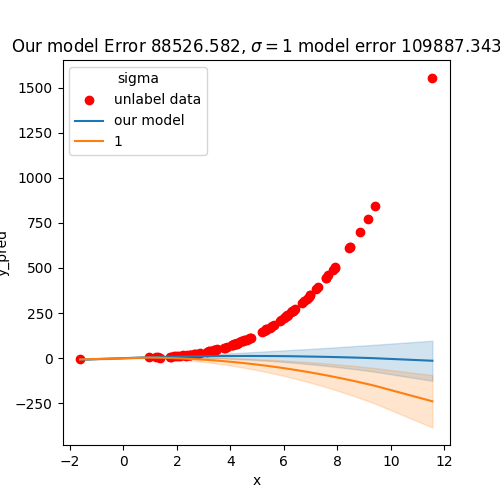 Our model Error 88526.582, σ = 1 model error 109887.343
sigma
unlabel data
our model
1
1500
1250
1000
750
500
250
0
−250
y_pred
−2
0
2
4
6
8
10
12
x